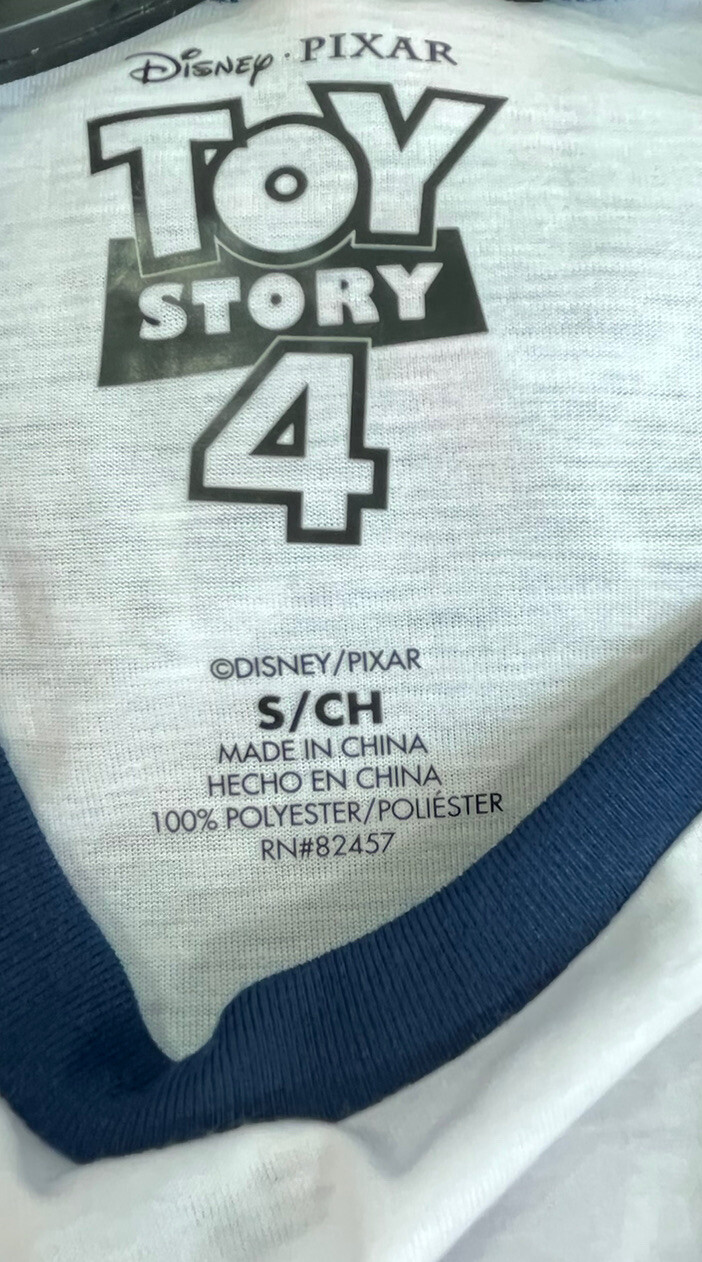 Disney · PIXAR
TOY
STORY
4
©DISNEY/PIXAR
S/CH
MADE IN CHINA
HECHO EN CHINA
100% POLYESTER/POLIÉSTER
RN#82457